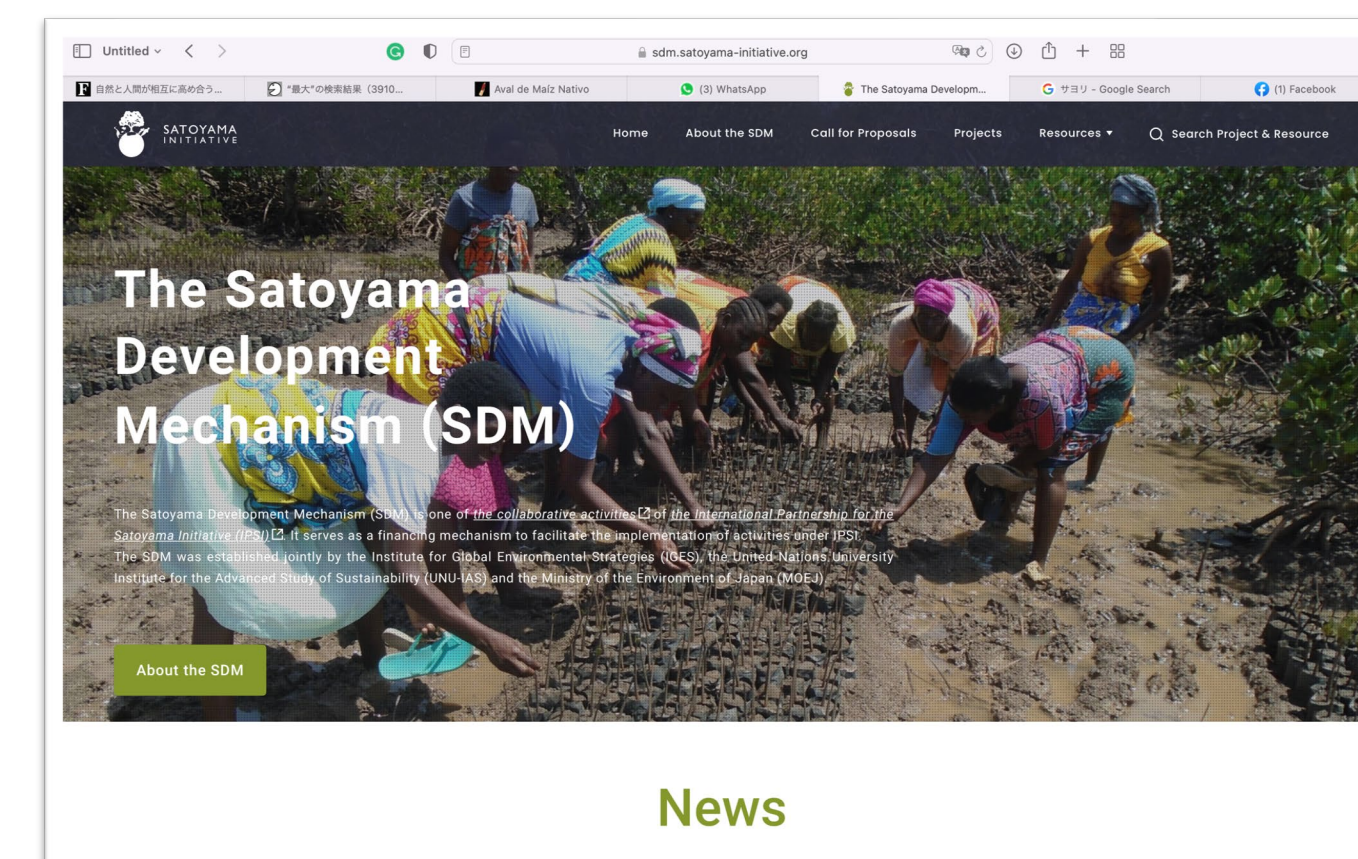 Untitled
sdm.satoyama-initiative.org
自然と人間が相互に高め合う...
"最大"の検索結果（3910...
Aval de Maíz Nativo
(3) WhatsApp
The Satoyama Developm...
サヨリ - Google Search
(1) Facebook
SATOYAMA
INITIATIVE
Home
About the SDM
Call for Proposals
Projects
Resources
Search Project & Resource
The Satoyama
Development
Mechanism (SDM)
The Satoyama Development Mechanism (SDM) is one of the collaborative activities of the International Partnership for the
Satoyama Initiative (IPSI). It serves as a financing mechanism to facilitate the implementation of activities under IPSI.
The SDM was established jointly by the Institute for Global Environmental Strategies (IGES), the United Nations University
Institute for the Advanced Study of Sustainability (UNU-IAS) and the Ministry of the Environment of Japan (MOEJ).
About the SDM
News